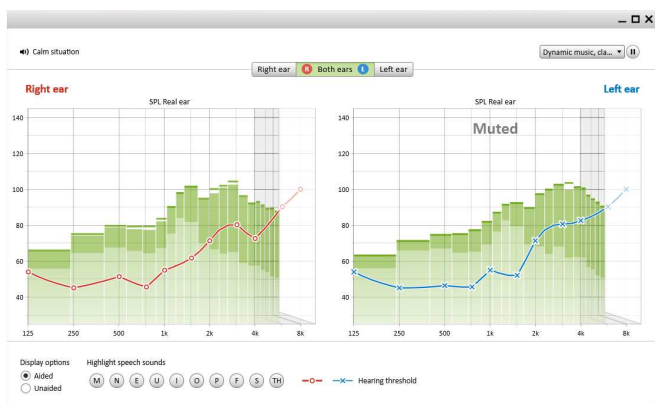 Calm situation
Dynamic music, cla...
Right ear R Both ears L Left ear
Right ear
Left ear
SPL Real ear
SPL Real ear
Muted
140
120
100
80
60
40
125 250 500 1k 2k 4k 8k
140
120
100
80
60
40
125 250 500 1k 2k 4k 8k
Display options
Highlight speech sounds
Aided
Unaided
M N E U I O P F S TH
Hearing threshold